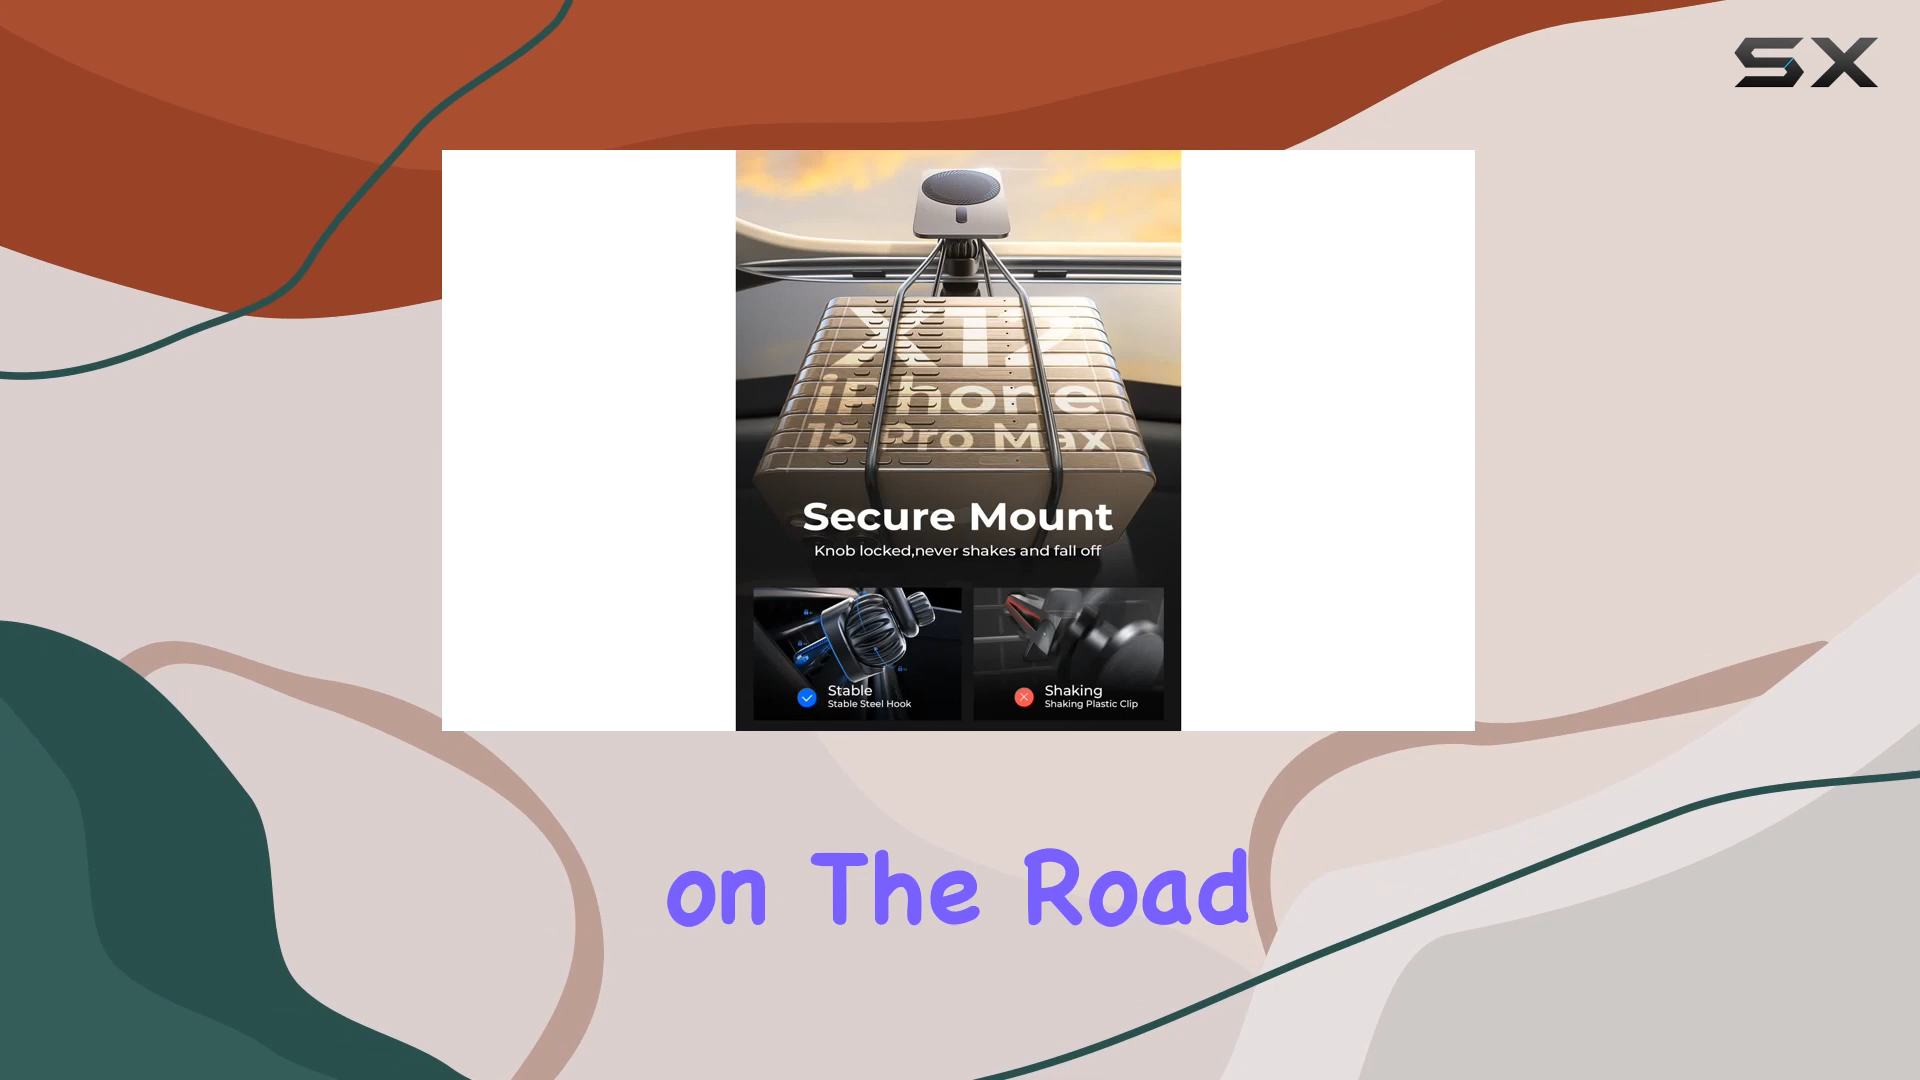 SX
X12
iPhone
15 Pro Max
Secure Mount
Knob locked,never shakes and fall off
Stable
Stable Steel Hook
Shaking
Shaking Plastic Clip
on The Road